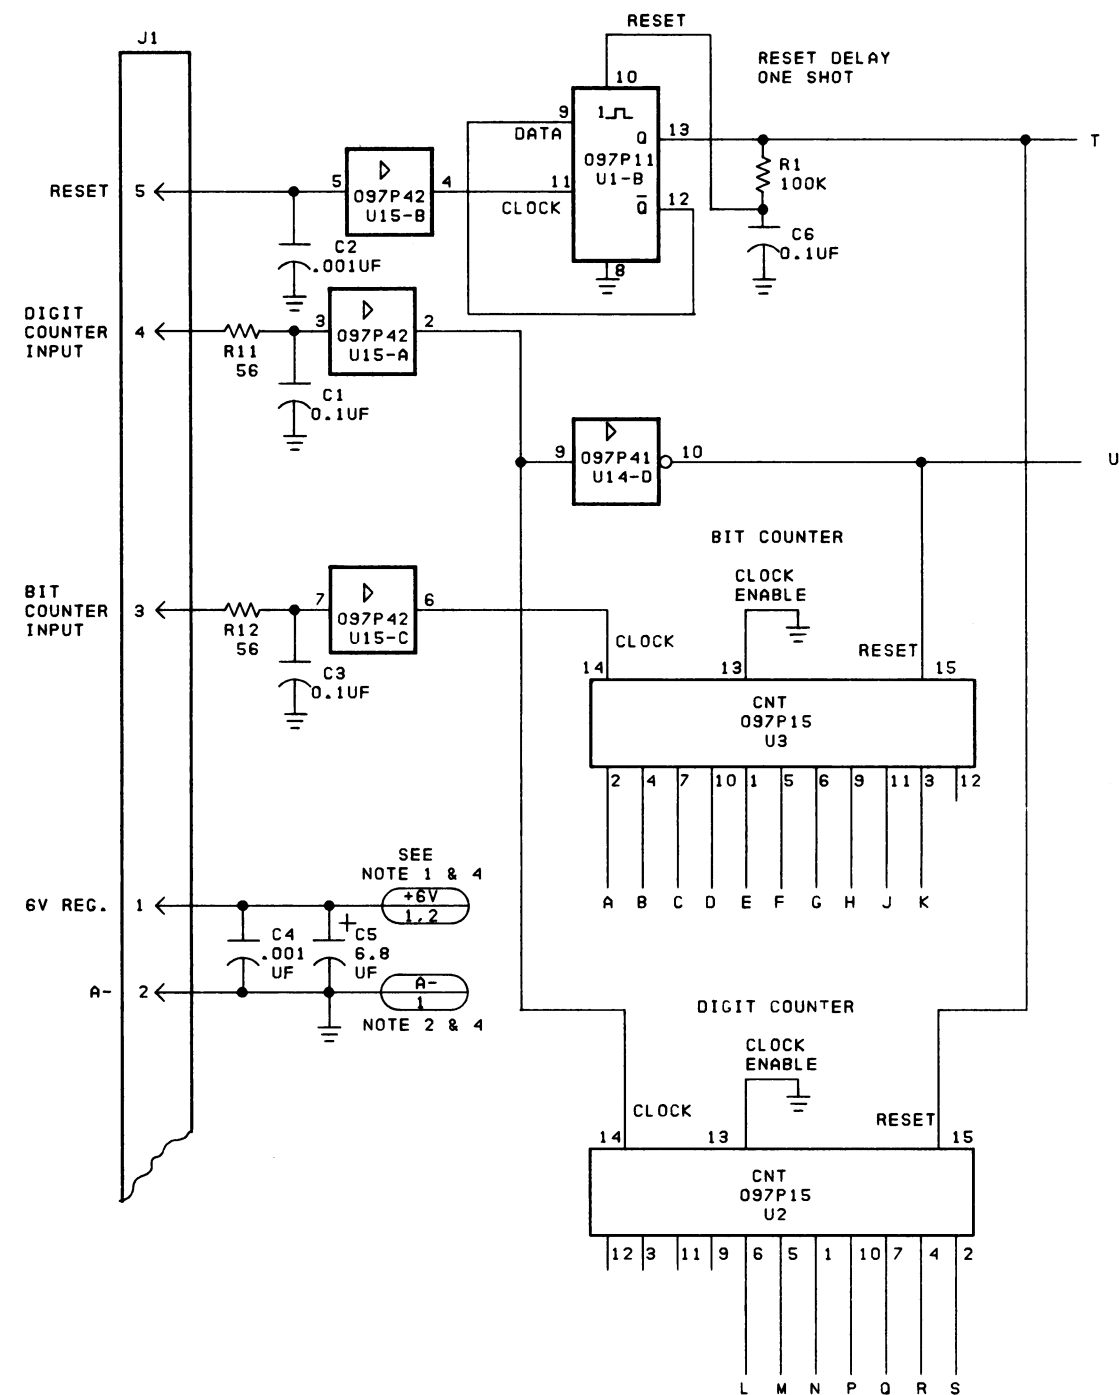 J1
RESET
10
RESET DELAY
ONE SHOT
9
DATA
1
Q
13
T
097P11
U1-B
R1
100K
RESET
5
5
097P42
U15-B
4
11
CLOCK
Q̅
12
C2
.001UF
8
C6
0.1UF
DIGIT
COUNTER
INPUT
4
R11
56
3
097P42
U15-A
2
C1
0.1UF
9
097P41
U14-D
10
U
BIT COUNTER
BIT
COUNTER
INPUT
3
R12
56
7
097P42
U15-C
6
CLOCK
ENABLE
CLOCK
RESET
14
13
15
C3
0.1UF
CNT
097P15
U3
2 4 7 10 1 5 6 9 11 3 12
A B C D E F G H J K
SEE
NOTE 1 & 4
6V REG.
1
+6V
1,2
C4
.001
UF
+
C5
6.8
UF
A-
2
A-
1
NOTE 2 & 4
DIGIT COUNTER
CLOCK
ENABLE
CLOCK
RESET
14
13
15
CNT
097P15
U2
12 3 11 9 6 5 1 10 7 4 2
L M N P Q R S